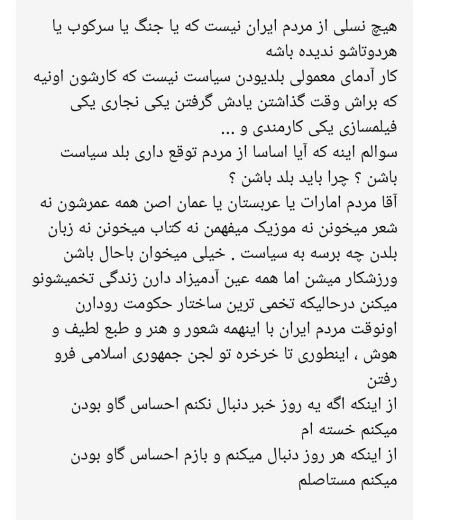 هیچ نسلی از مردم ایران نیست که یا جنگ یا سرکوب یا
هردوتاشو ندیده باشه
کار آدمای معمولی بلدیودن سیاست نیست که کارشون اونیه
که براش وقت گذاشتن یادش گرفتن یکی نجاری یکی
فیلمسازی یکی کارمندی و ...
سوالم اینه که آیا اساسا از مردم توقع داری بلد سیاست
باشن ؟ چرا باید بلد باشن ؟
آقا مردم امارات یا عربستان یا عمان اصن همه عمرشون نه
شعر میخونن نه موزیک میفهمن نه کتاب میخونن نه زبان
بلدن چه برسه به سیاست . خیلی میخوان باحال باشن
ورزشکار میشن اما همه عین آدمیزاد دارن زندگی تخمیشونو
میکنن درحالیکه تخمی ترین ساختار حکومت رودارن
اونوقت مردم ایران با اینهمه شعور و هنر و طبع لطیف و
هوش ، اینطوری تا خرخره تو لجن جمهوری اسلامی فرو
رفتن
از اینکه اگه یه روز خبر دنبال نکنم احساس گاو بودن
میکنم خسته ام
از اینکه هر روز دنبال میکنم و بازم احساس گاو بودن
میکنم مستاصلم